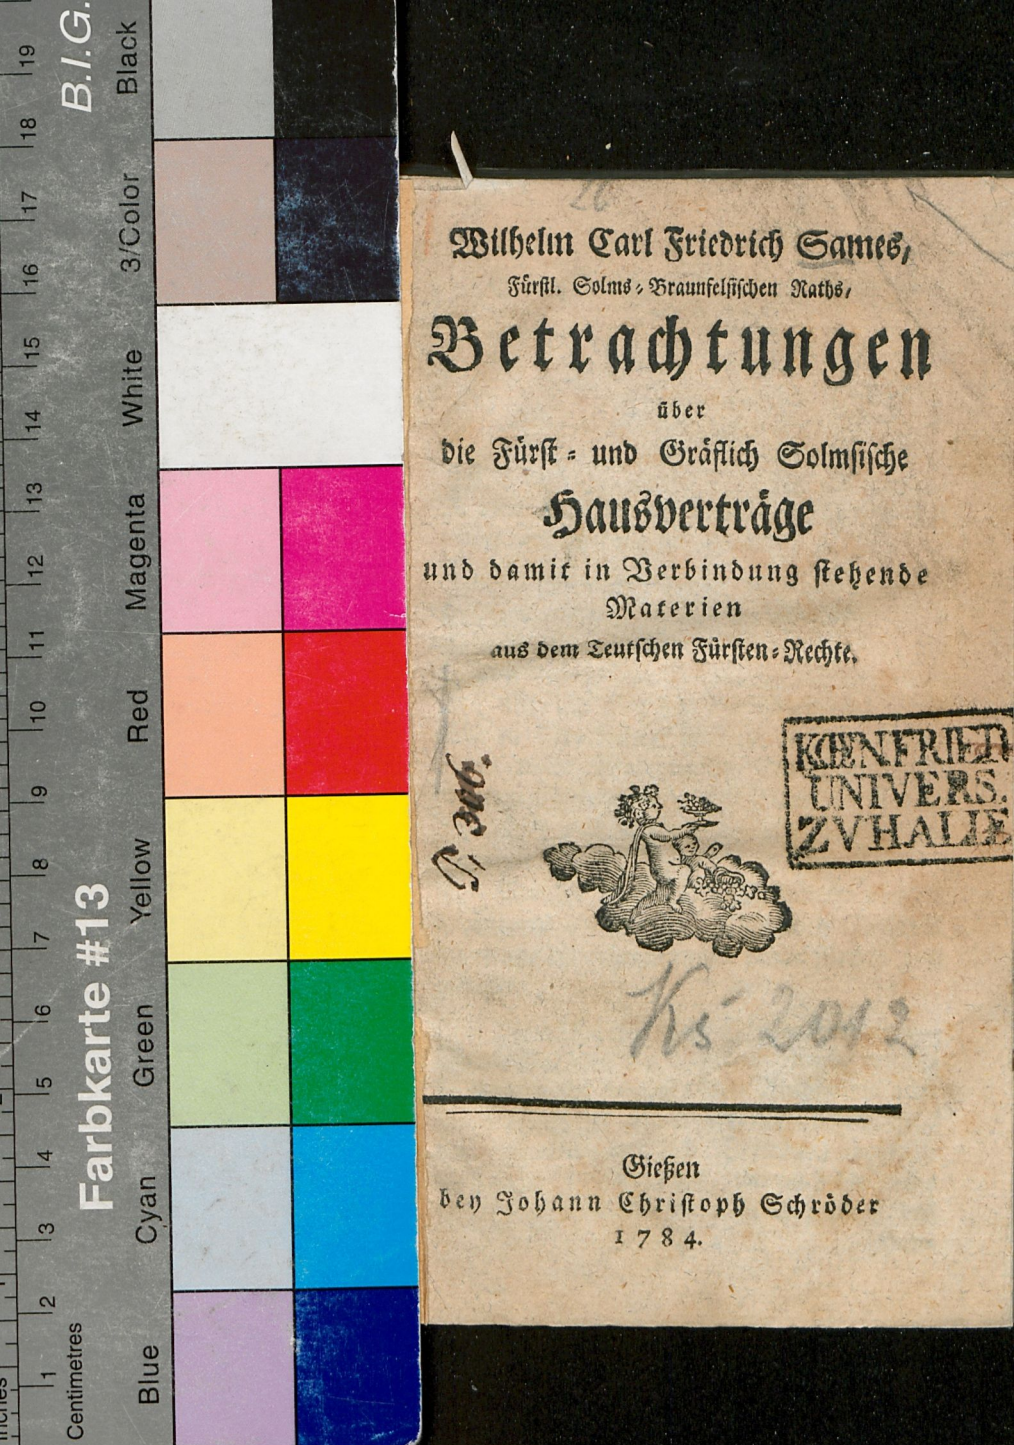 Wilhelm Carl Friedrich Sames,
Fürstl. Solms-Braunfelsischen Raths,
Betrachtungen
über
die Fürst- und Gräflich Solmsische
Hausverträge
und damit in Verbindung stehende
Materien
aus dem Teutschen Fürsten-Rechte.
KOENFRIED
UNIVERS.
ZVHALLE
Ks 2012
Gießen
bey Johann Christoph Schröder
1784.
B.I.G.
Farbkarte #13
Black
3/Color
White
Magenta
Red
Yellow
Green
Cyan
Blue
19
18
17
16
15
14
13
12
11
10
9
8
7
6
5
4
3
2
1
Centimetres
Inches